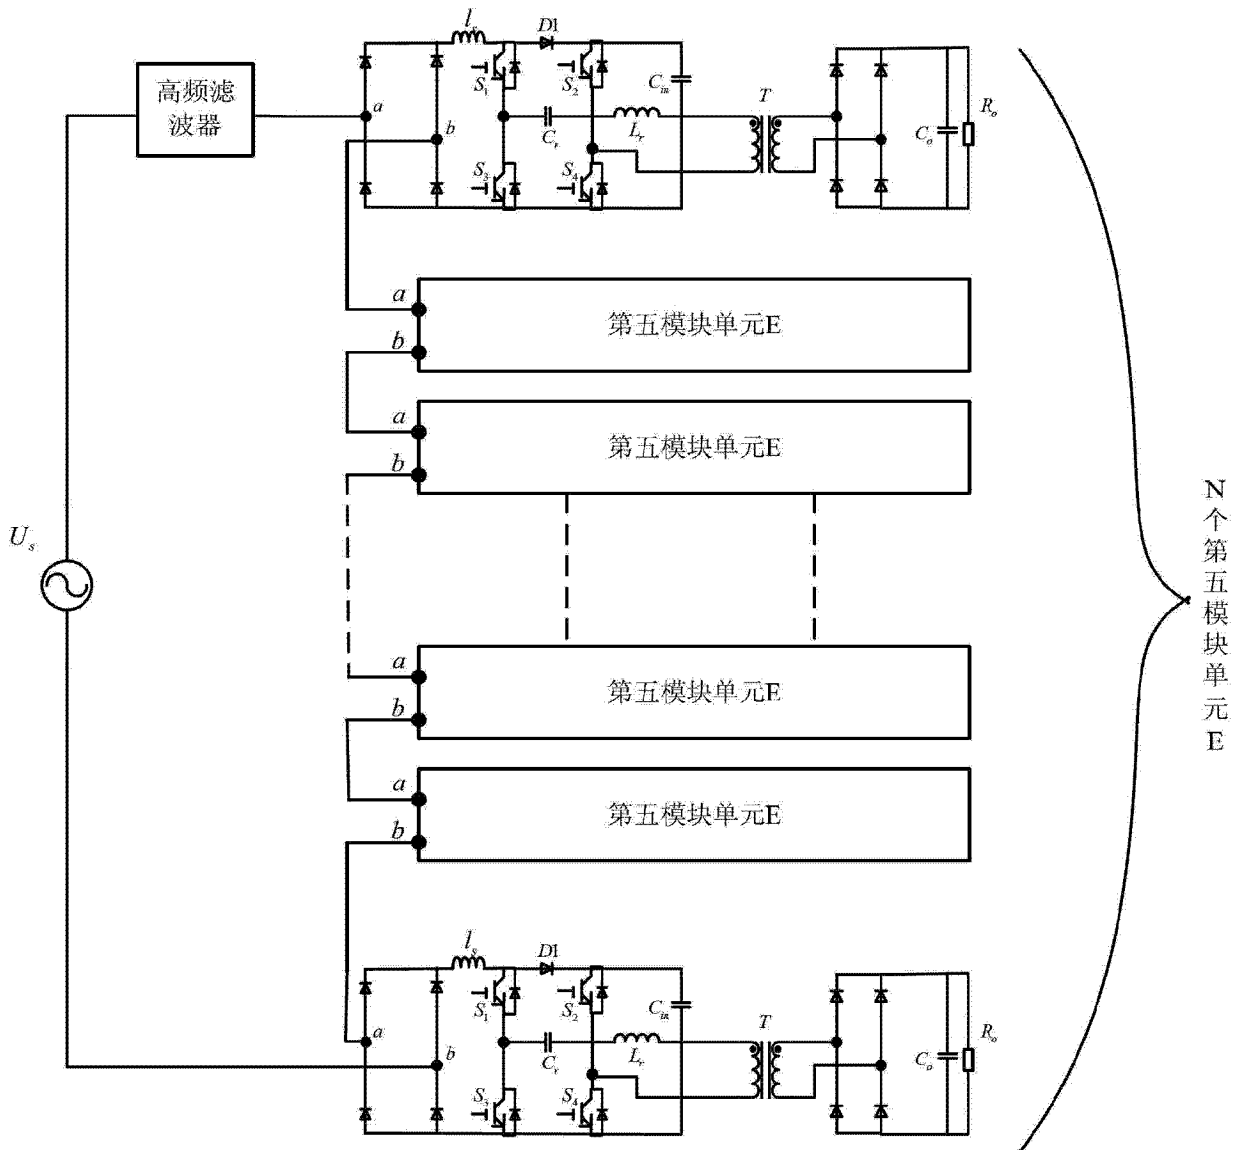 高频滤
波器
U_s
l_s
D1
S_1
S_2
C_in
a
b
C_r
L_r
T
C_o
R_o
S_3
S_4
a
第五模块单元E
b
a
第五模块单元E
b
a
第五模块单元E
b
a
第五模块单元E
b
l_s
D1
S_1
S_2
C_in
a
b
C_r
L_r
T
C_o
R_o
S_3
S_4
N个第五模块单元E